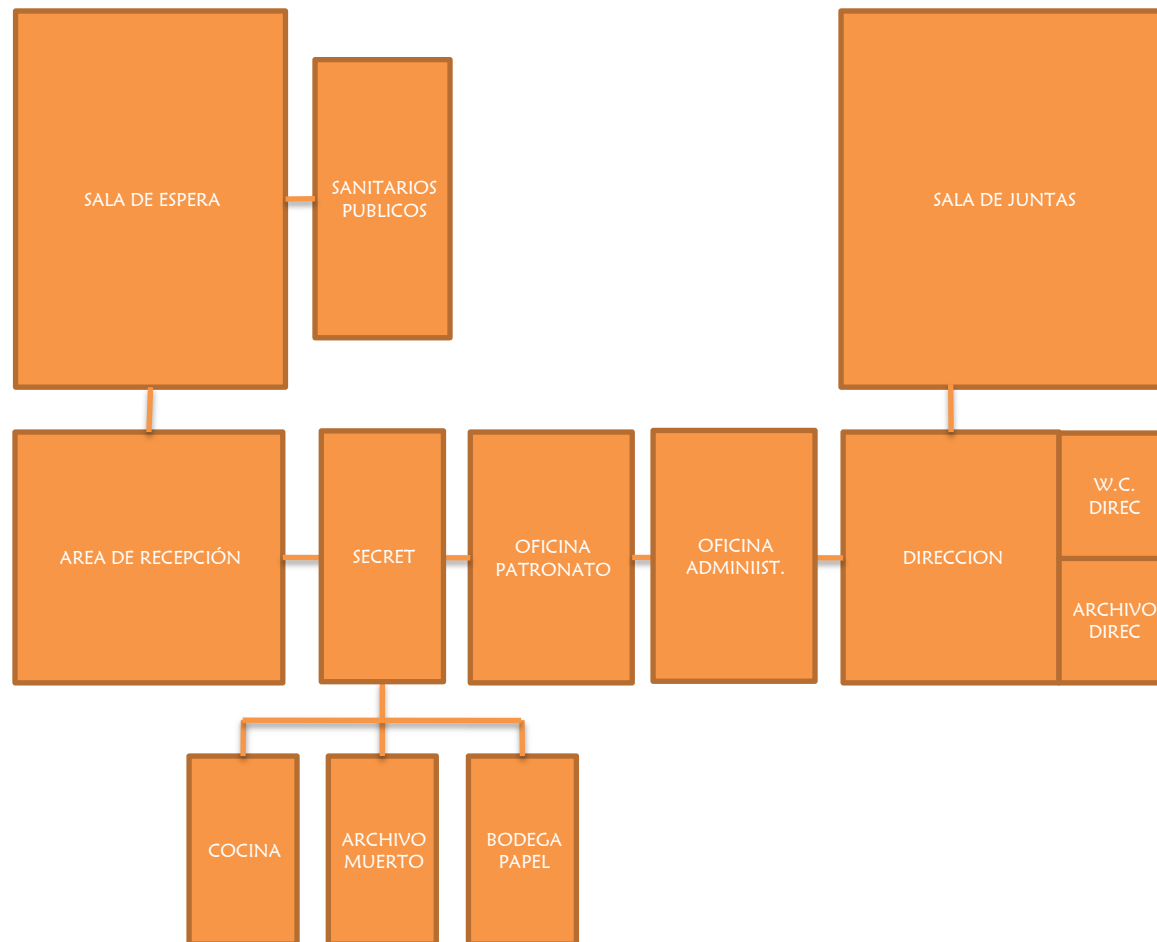 SALA DE ESPERA
SANITARIOS
PUBLICOS
SALA DE JUNTAS
AREA DE RECEPCIÓN
SECRET
OFICINA
PATRONATO
OFICINA
ADMINIIST.
DIRECCION
W.C.
DIREC
ARCHIVO
DIREC
COCINA
ARCHIVO
MUERTO
BODEGA
PAPEL